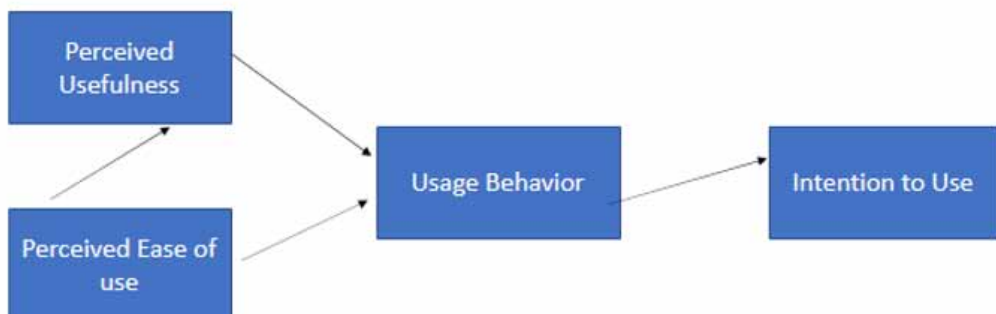 Perceived
Usefulness
Perceived Ease of
use
Usage Behavior
Intention to Use